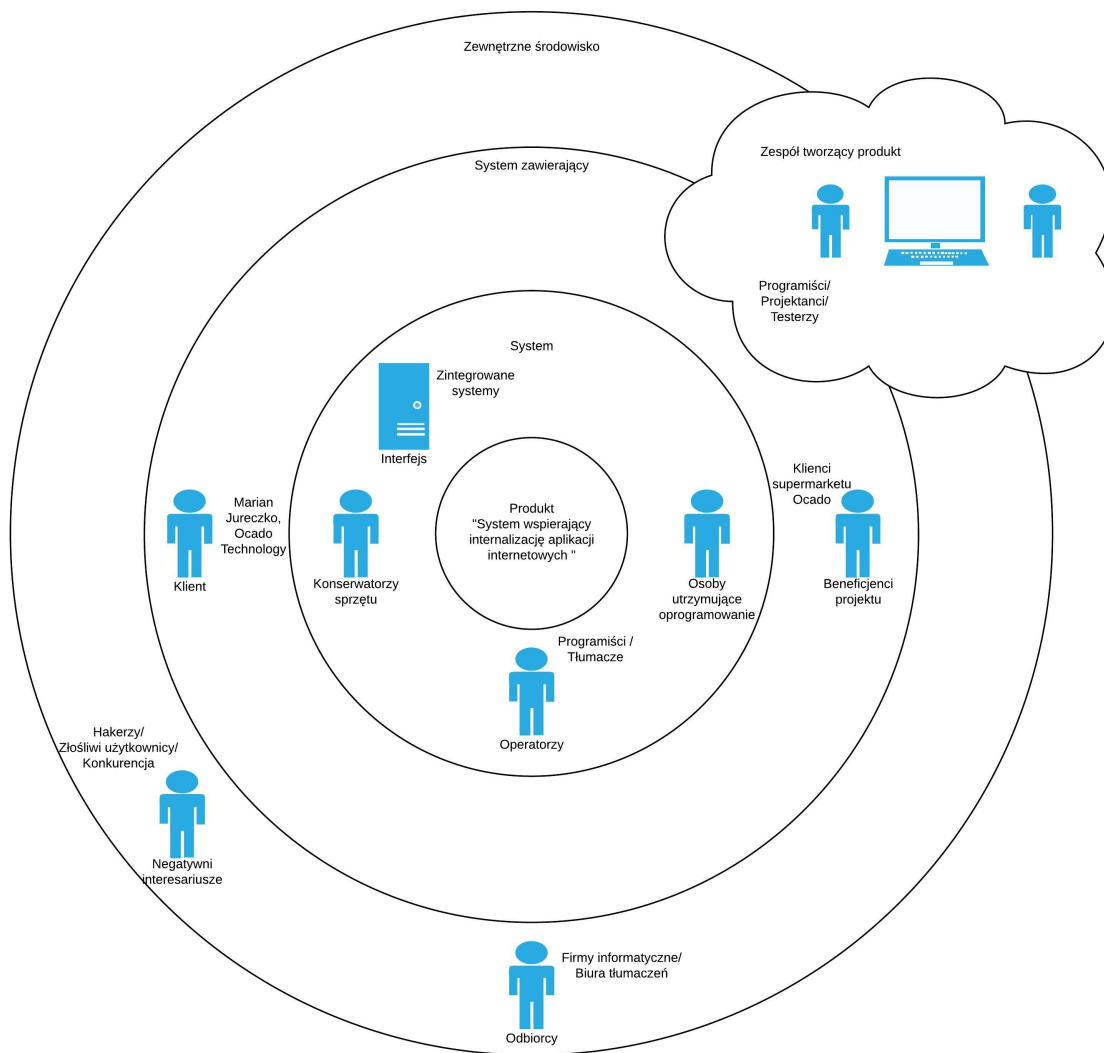 Zewnętrzne środowisko
Zespół tworzący produkt
System zawierający
Programiści/
Projektanci/
Testerzy
System
Zintegrowane
systemy
Interfejs
Klienci
supermarketu
Ocado
Marian
Jureczko,
Ocado
Technology
Produkt
"System wspierający
internalizację aplikacji
internetowych "
Klient
Konserwatorzy
sprzętu
Osoby
utrzymujące
oprogramowanie
Beneficjenci
projektu
Programiści /
Tłumacze
Operatorzy
Hakerzy/
Złośliwi użytkownicy/
Konkurencja
Negatywni
interesariusze
Firmy informatyczne/
Biura tłumaczeń
Odbiorcy